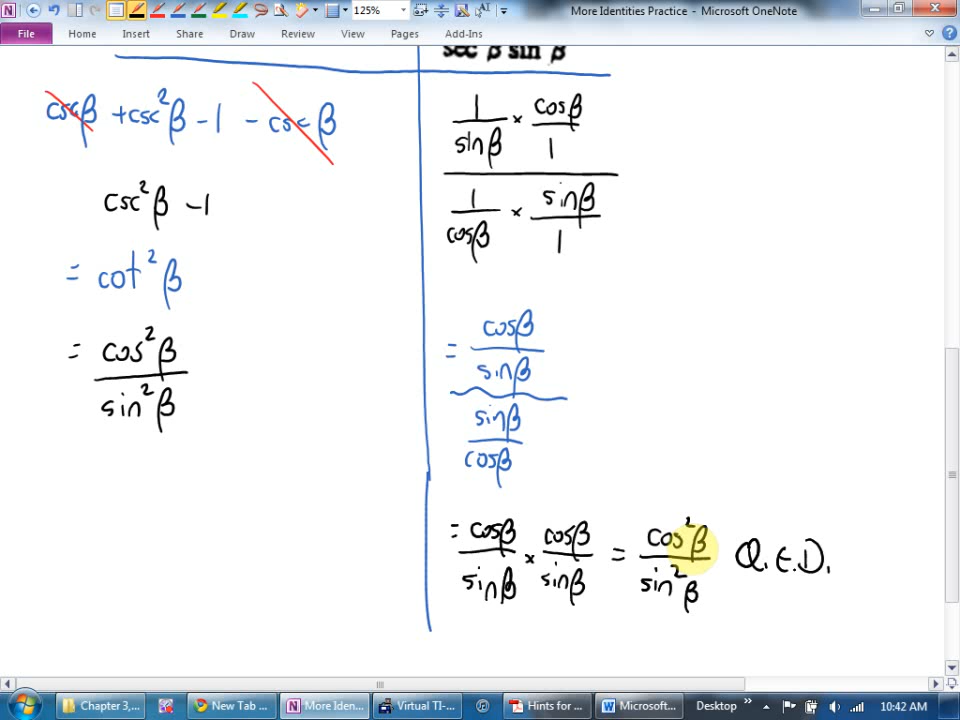 125%
More Identities Practice - Microsoft OneNote
File Home Insert Share Draw Review Pages View Add-Ins
sec β sin β
cscβ + csc²β - 1 - cscβ
csc²β - 1
= cot²β
= cos²β
sin²β
1 × cosβ
sinβ 1
1 × sinβ
cosβ 1
= cosβ
sinβ
sinβ
cosβ
= cosβ × cosβ = cos²β Q.E.D.
sinβ sinβ sin²β
Chapter 3,... New Tab ... More Iden... Virtual TI-... Hints for ... Microsoft... Desktop » 10:42 AM